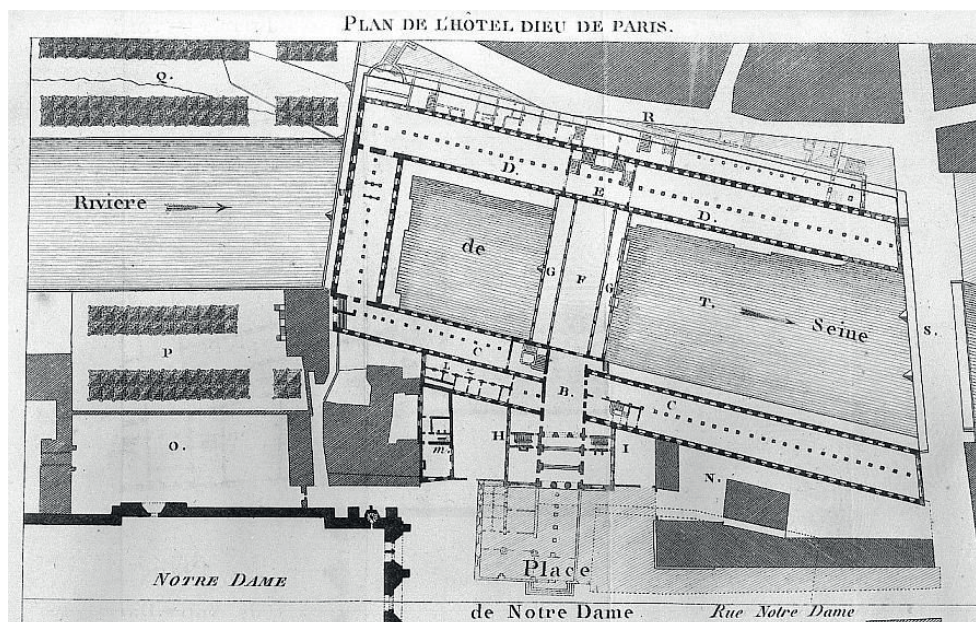 PLAN DE L'HÔTEL DIEU DE PARIS.
Q.
R
D.
E
D.
Riviere
de
G
F
G
T.
Seine
S.
P
C
L
B.
C
H
I
m.
O.
N.
Place
NOTRE DAME
de Notre Dame
Rue Notre Dame